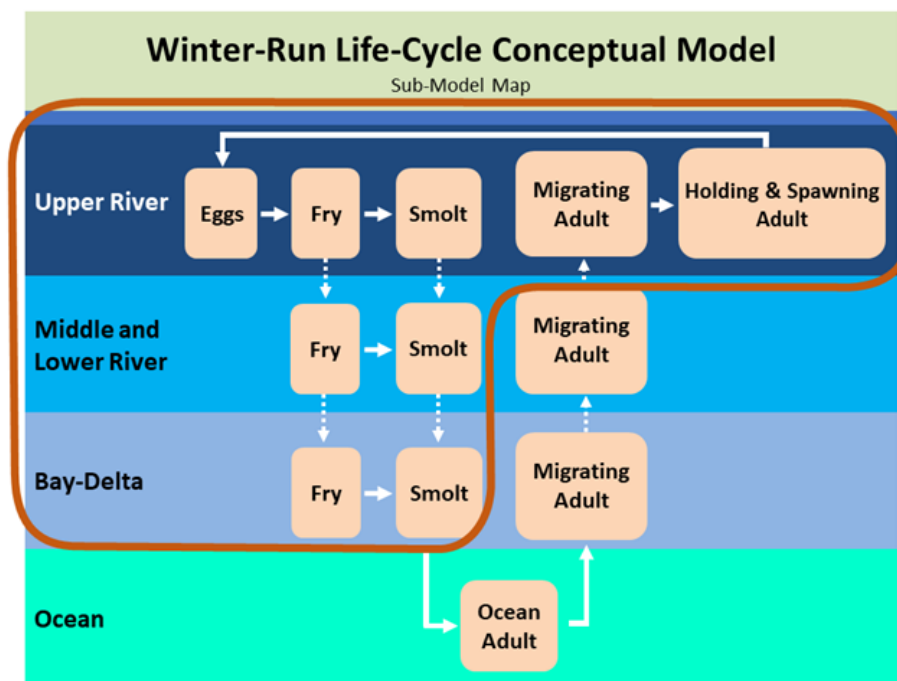 Winter-Run Life-Cycle Conceptual Model
Sub-Model Map
Upper River
Eggs
Fry
Smolt
Migrating
Adult
Holding & Spawning
Adult
Middle and
Lower River
Fry
Smolt
Migrating
Adult
Bay-Delta
Fry
Smolt
Migrating
Adult
Ocean
Ocean
Adult